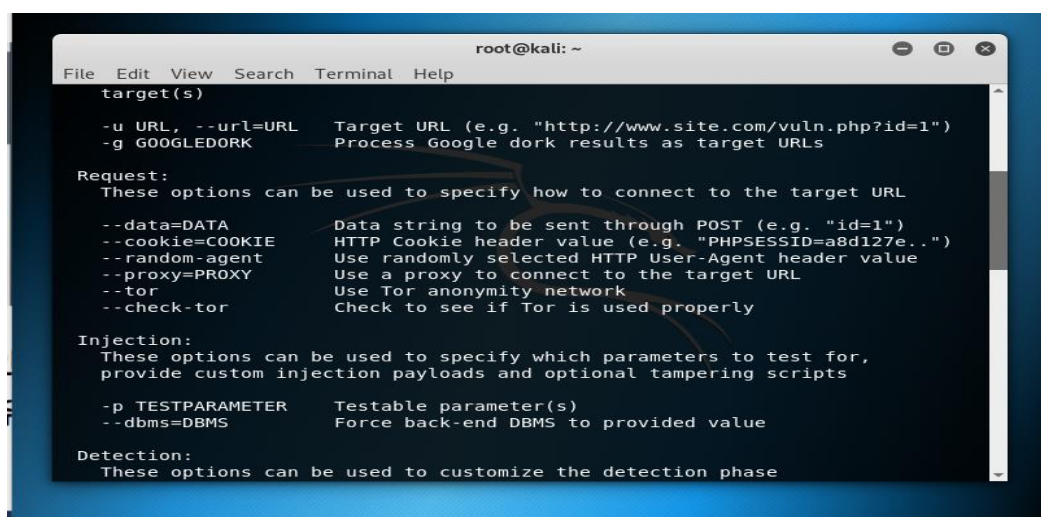 root@kali: ~
File Edit View Search Terminal Help
target(s)
-u URL, --url=URL Target URL (e.g. "http://www.site.com/vuln.php?id=1")
-g GOOGLEDORK Process Google dork results as target URLs
Request:
These options can be used to specify how to connect to the target URL
--data=DATA Data string to be sent through POST (e.g. "id=1")
--cookie=COOKIE HTTP Cookie header value (e.g. "PHPSESSID=a8d127e..")
--random-agent Use randomly selected HTTP User-Agent header value
--proxy=PROXY Use a proxy to connect to the target URL
--tor Use Tor anonymity network
--check-tor Check to see if Tor is used properly
Injection:
These options can be used to specify which parameters to test for,
provide custom injection payloads and optional tampering scripts
-p TESTPARAMETER Testable parameter(s)
--dbms=DBMS Force back-end DBMS to provided value
Detection:
These options can be used to customize the detection phase